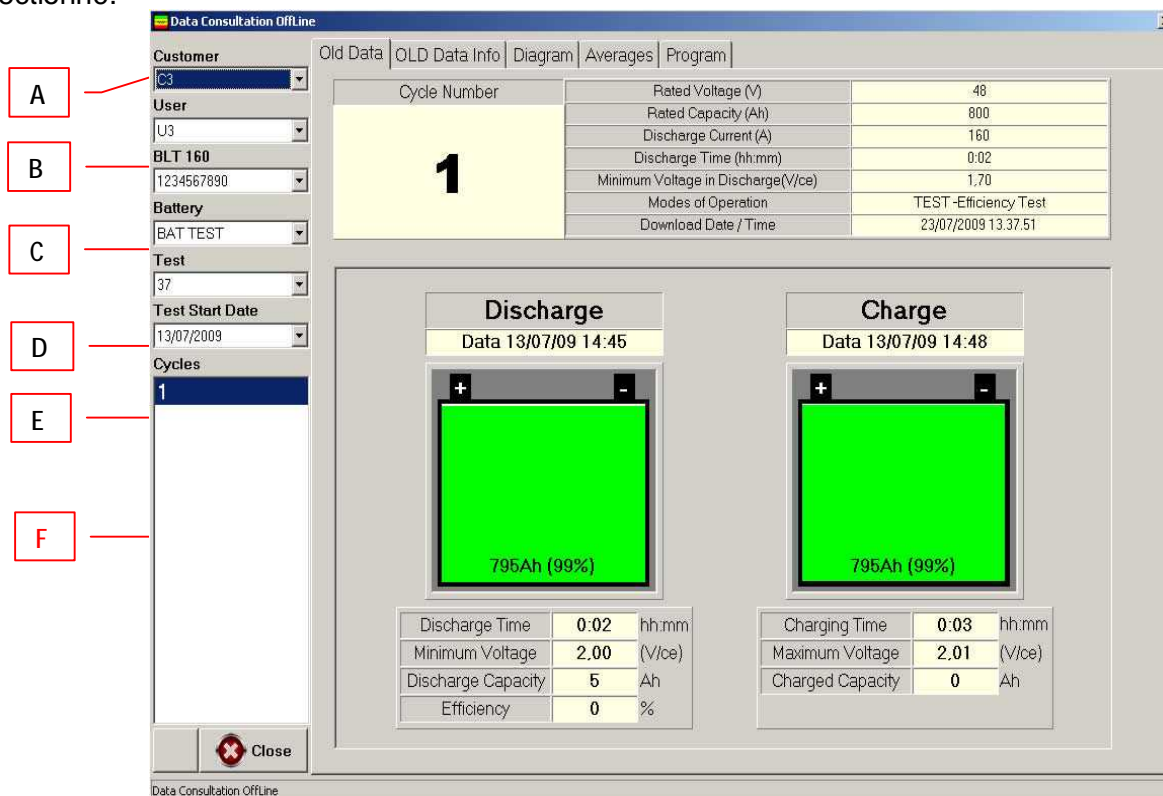 Data Consultation OffLine
A
B
C
D
E
F
Customer
C3
User
U3
BLT 160
1234567890
Battery
BAT TEST
Test
37
Test Start Date
13/07/2009
Cycles
1
Close
Old Data OLD Data Info Diagram Averages Program
Cycle Number
1
Rated Voltage (V) 48
Rated Capacity (Ah) 800
Discharge Current (A) 160
Discharge Time (hh:mm) 0:02
Minimum Voltage in Discharge(V/ce) 1,70
Modes of Operation TEST -Efficiency Test
Download Date / Time 23/07/2009 13.37.51
Discharge
Data 13/07/09 14:45
+ -
795Ah (99%)
Discharge Time 0:02 hh:mm
Minimum Voltage 2,00 (V/ce)
Discharge Capacity 5 Ah
Efficiency 0 %
Charge
Data 13/07/09 14:48
+ -
795Ah (99%)
Charging Time 0:03 hh:mm
Maximum Voltage 2,01 (V/ce)
Charged Capacity 0 Ah
Data Consultation OffLine